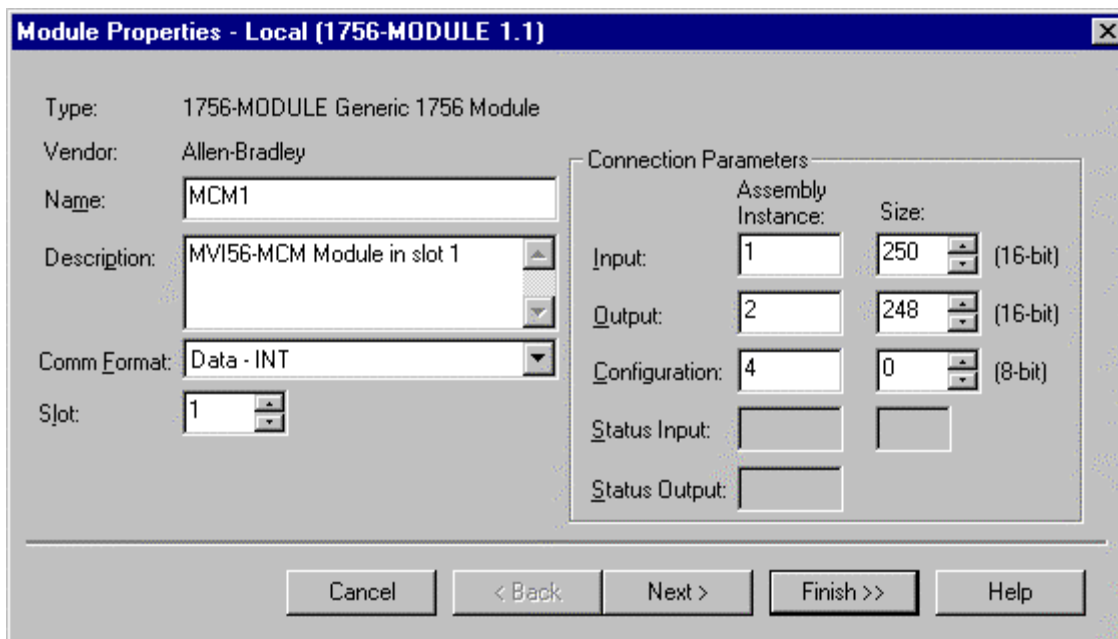 Module Properties - Local (1756-MODULE 1.1)
Type: 1756-MODULE Generic 1756 Module
Vendor: Allen-Bradley
Name: MCM1
Description: MVI56-MCM Module in slot 1
Comm Format: Data - INT
Slot: 1
Connection Parameters
Assembly
Instance: Size:
Input: 1 250 (16-bit)
Output: 2 248 (16-bit)
Configuration: 4 0 (8-bit)
Status Input:
Status Output:
Cancel < Back Next > Finish >> Help